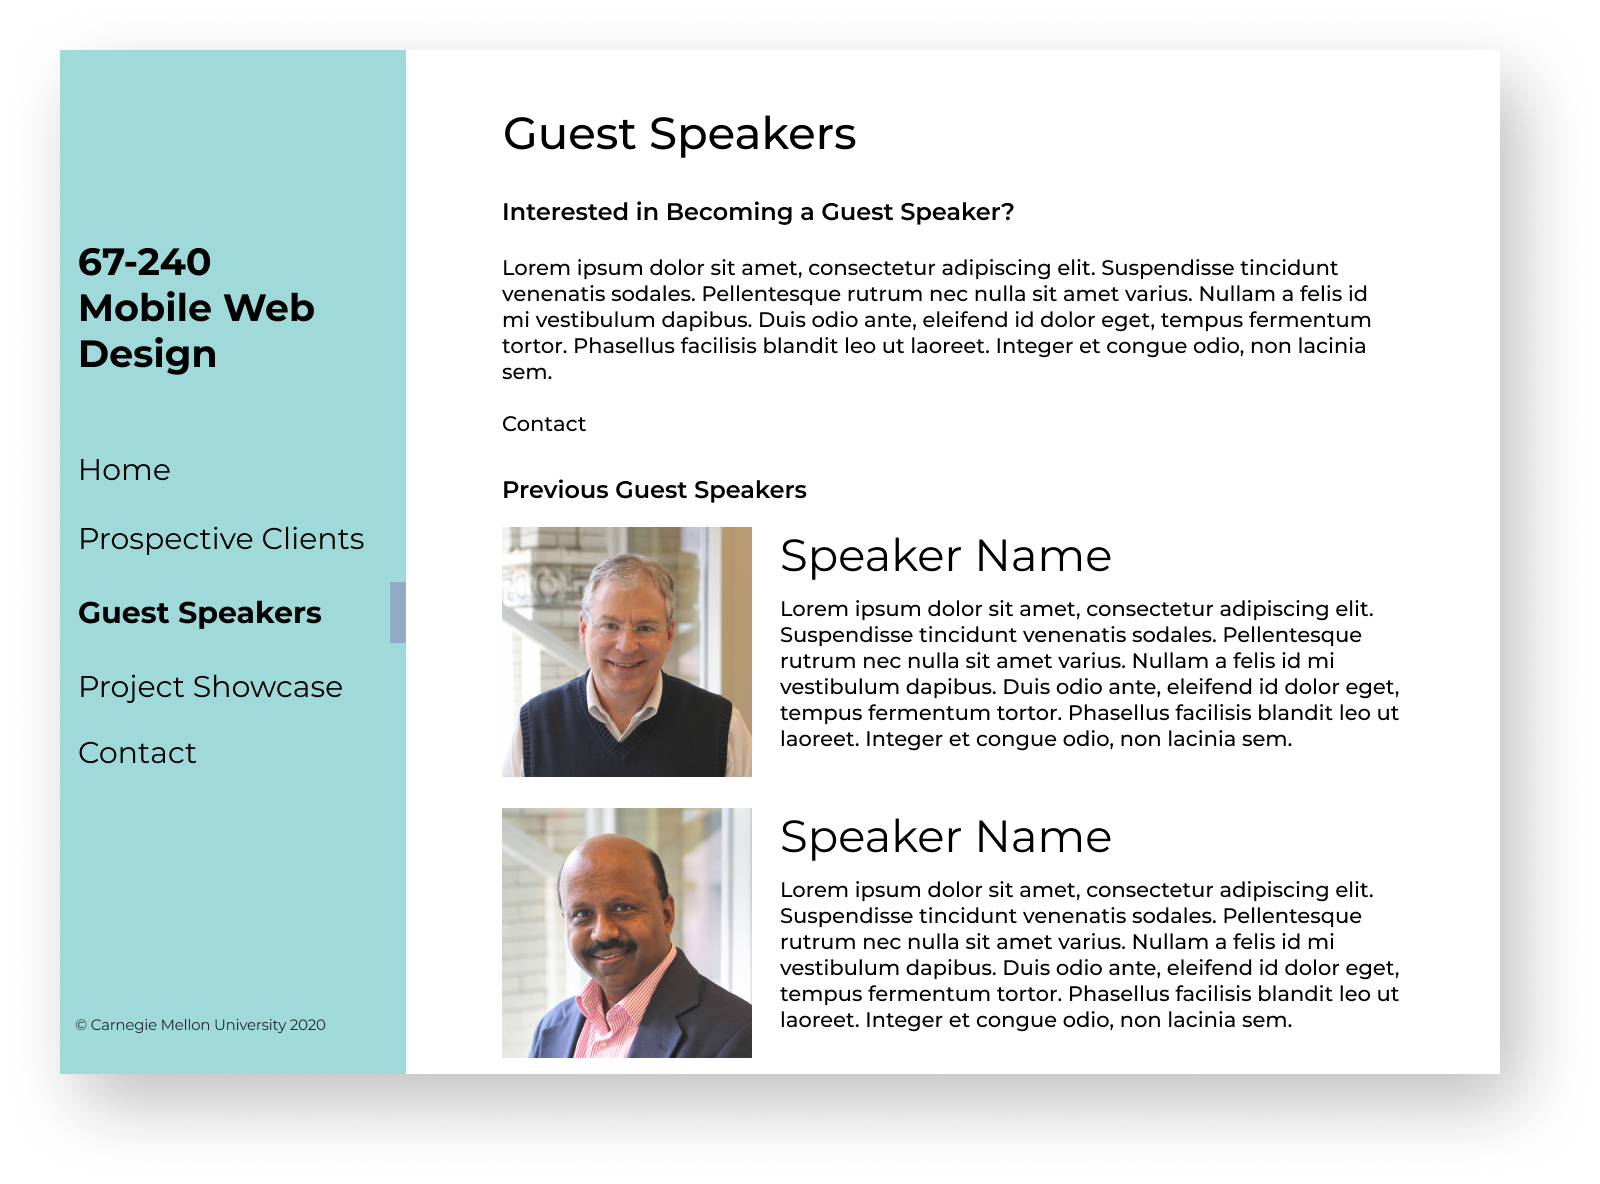 67-240
Mobile Web
Design
Home
Prospective Clients
Guest Speakers
Project Showcase
Contact
© Carnegie Mellon University 2020
Guest Speakers
Interested in Becoming a Guest Speaker?
Lorem ipsum dolor sit amet, consectetur adipiscing elit. Suspendisse tincidunt
venenatis sodales. Pellentesque rutrum nec nulla sit amet varius. Nullam a felis id
mi vestibulum dapibus. Duis odio ante, eleifend id dolor eget, tempus fermentum
tortor. Phasellus facilisis blandit leo ut laoreet. Integer et congue odio, non lacinia
sem.
Contact
Previous Guest Speakers
Speaker Name
Lorem ipsum dolor sit amet, consectetur adipiscing elit.
Suspendisse tincidunt venenatis sodales. Pellentesque
rutrum nec nulla sit amet varius. Nullam a felis id mi
vestibulum dapibus. Duis odio ante, eleifend id dolor eget,
tempus fermentum tortor. Phasellus facilisis blandit leo ut
laoreet. Integer et congue odio, non lacinia sem.
Speaker Name
Lorem ipsum dolor sit amet, consectetur adipiscing elit.
Suspendisse tincidunt venenatis sodales. Pellentesque
rutrum nec nulla sit amet varius. Nullam a felis id mi
vestibulum dapibus. Duis odio ante, eleifend id dolor eget,
tempus fermentum tortor. Phasellus facilisis blandit leo ut
laoreet. Integer et congue odio, non lacinia sem.